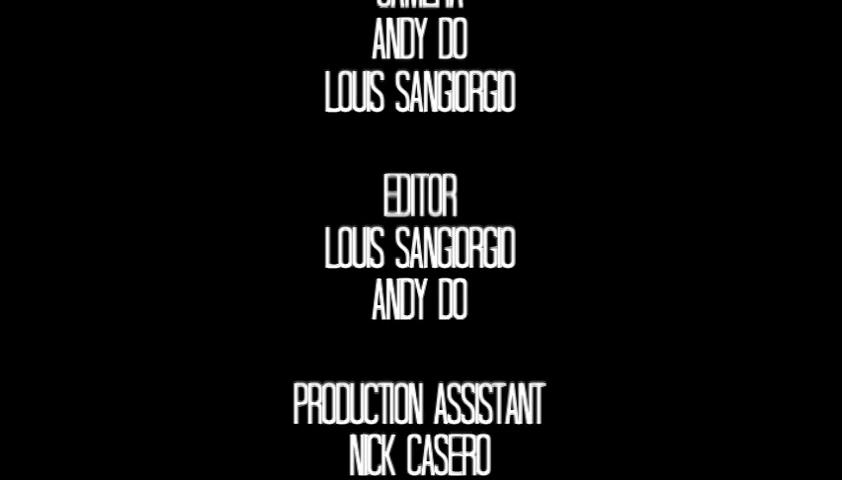 ANDY DO
LOUIS SANGIORGIO
EDITOR
LOUIS SANGIORGIO
ANDY DO
PRODUCTION ASSISTANT
NICK CASERO